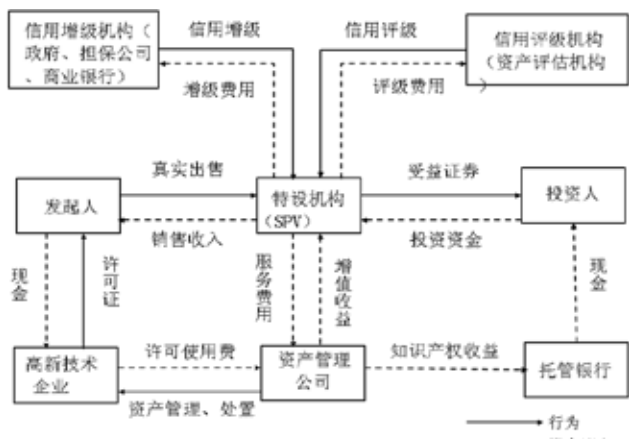 信用增级机构（
政府、担保公司
、商业银行）
信用增级
增级费用
信用评级
评级费用
信用评级机构
（资产评估机构
）
发起人
真实出售
销售收入
特设机构
（SPV）
受益证券
投资资金
投资人
现金
许可证
服务费用
增值收益
现金
高新技术
企业
许可使用费
资产管理、处置
资产管理
公司
知识产权收益
托管银行
行为